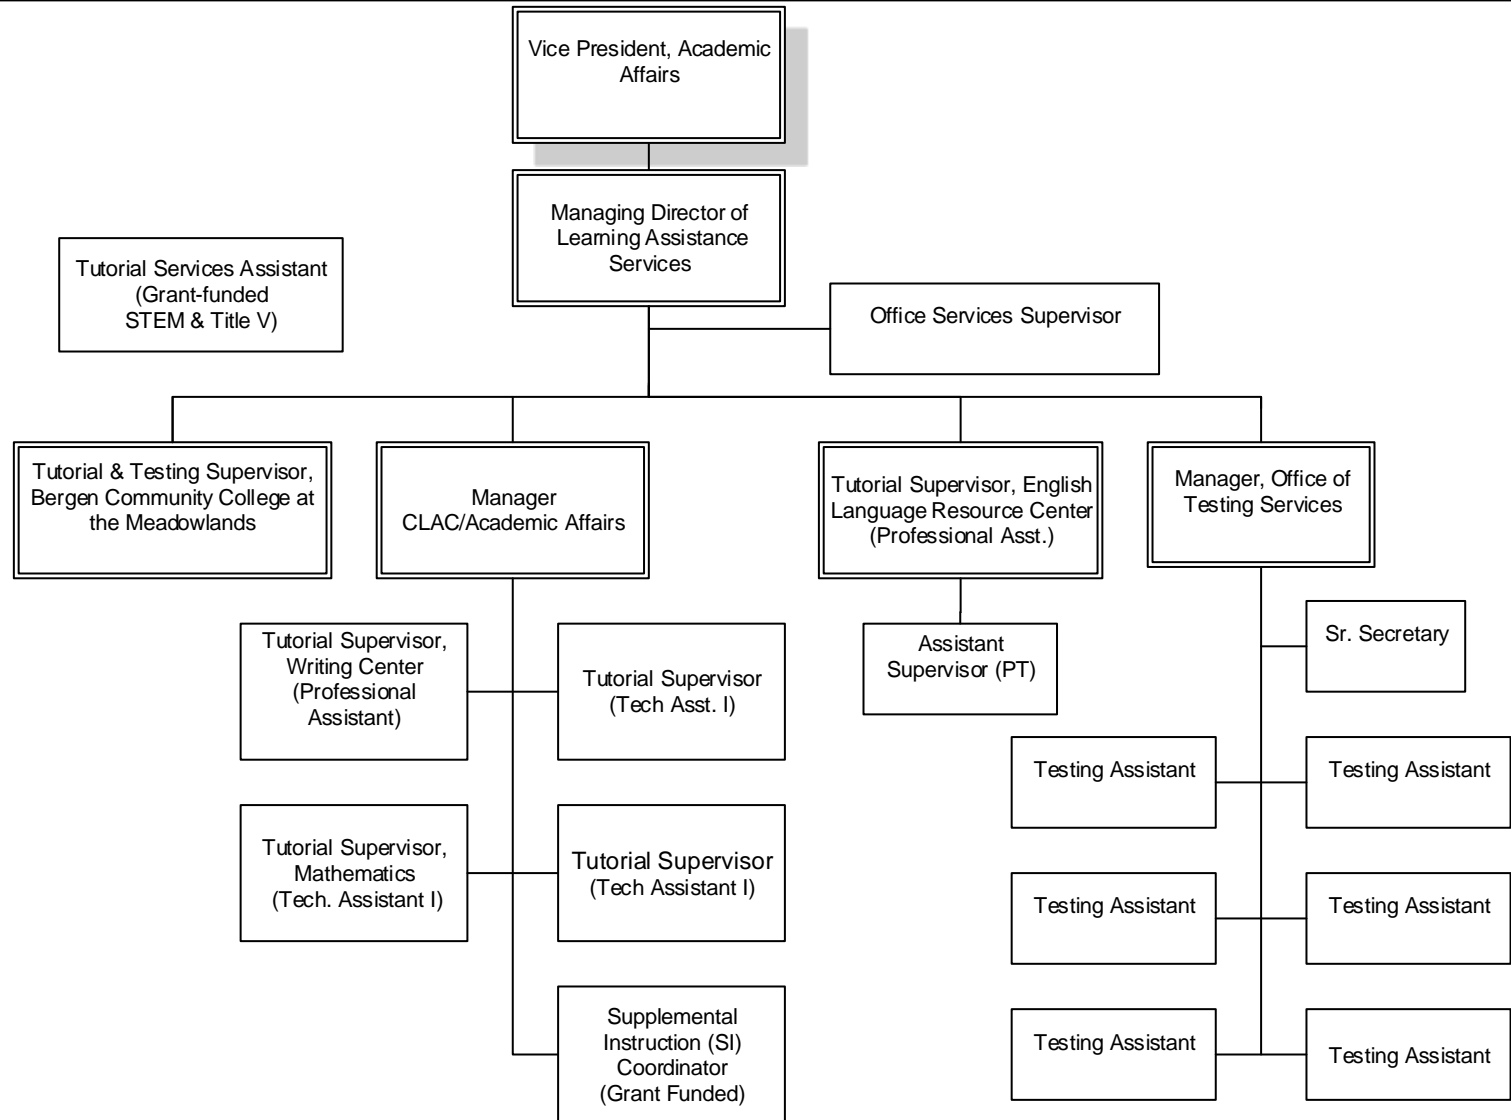 Vice President, Academic
Affairs
Managing Director of
Learning Assistance
Services
Tutorial Services Assistant
(Grant-funded
STEM & Title V)
Office Services Supervisor
Tutorial & Testing Supervisor,
Bergen Community College at
the Meadowlands
Manager
CLAC/Academic Affairs
Tutorial Supervisor, English
Language Resource Center
(Professional Asst.)
Manager, Office of
Testing Services
Tutorial Supervisor,
Writing Center
(Professional
Assistant)
Tutorial Supervisor
(Tech Asst. I)
Assistant
Supervisor (PT)
Sr. Secretary
Testing Assistant
Testing Assistant
Tutorial Supervisor,
Mathematics
(Tech. Assistant I)
Tutorial Supervisor
(Tech Assistant I)
Testing Assistant
Testing Assistant
Supplemental
Instruction (SI)
Coordinator
(Grant Funded)
Testing Assistant
Testing Assistant